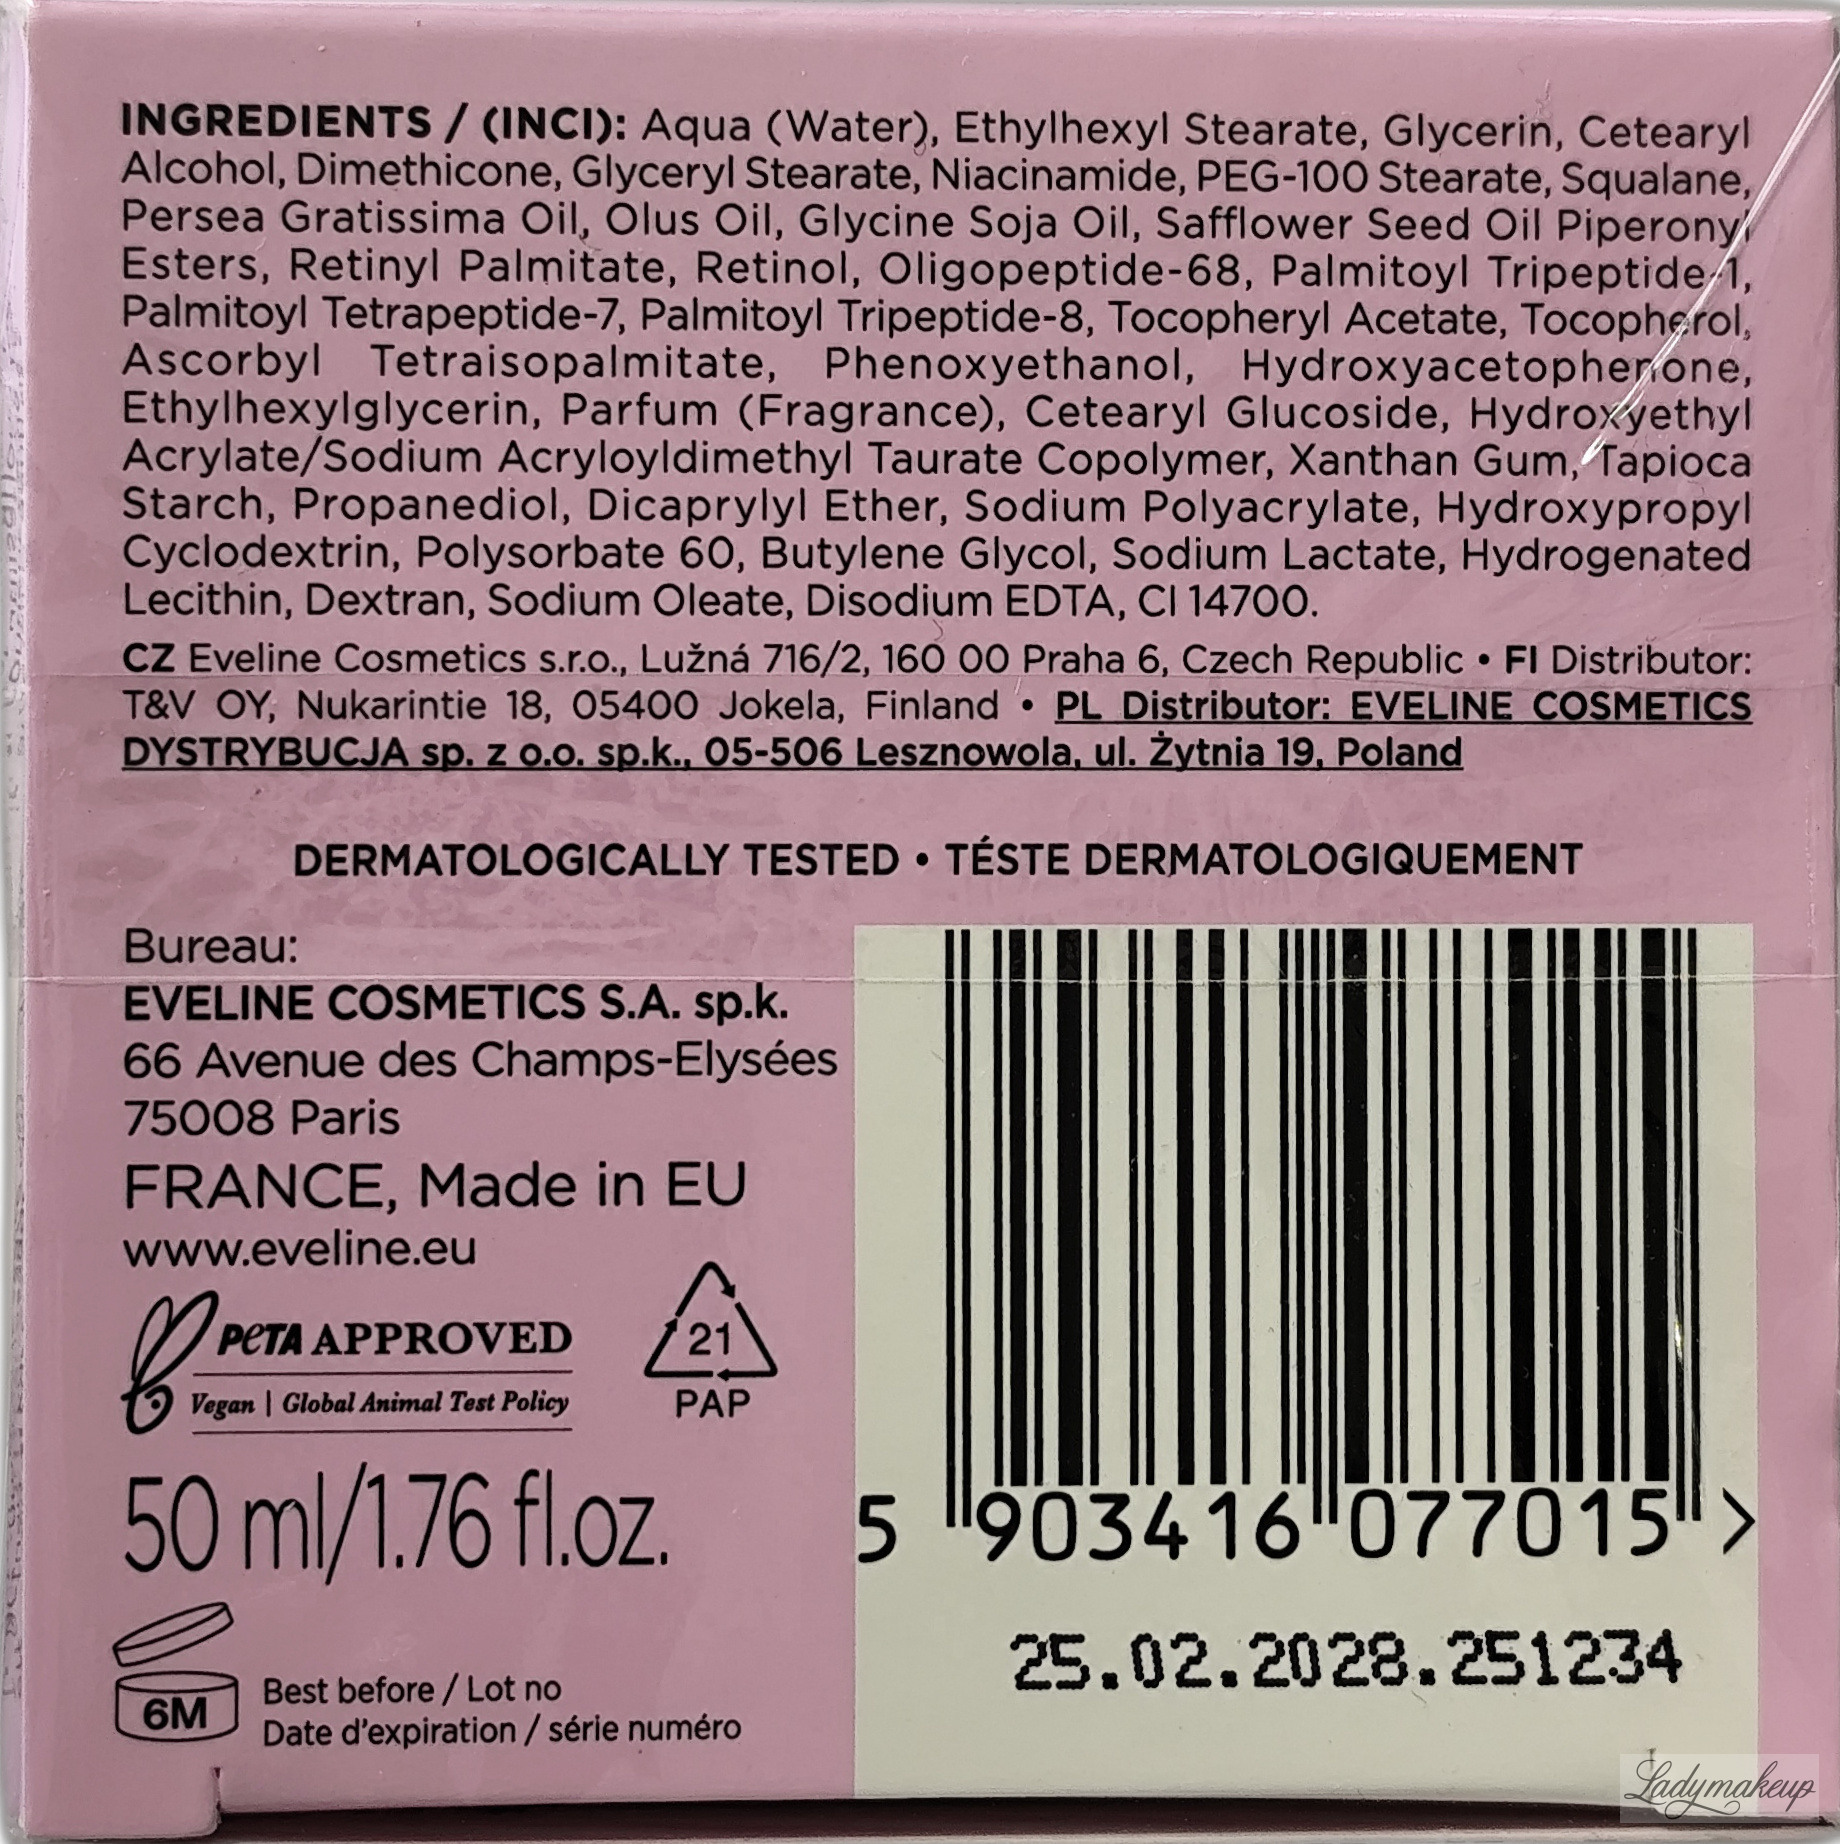 INGREDIENTS / (INCI): Aqua (Water), Ethylhexyl Stearate, Glycerin, Cetearyl
Alcohol, Dimethicone, Glyceryl Stearate, Niacinamide, PEG-100 Stearate, Squalane,
Persea Gratissima Oil, Olus Oil, Glycine Soja Oil, Safflower Seed Oil Piperonyl
Esters, Retinyl Palmitate, Retinol, Oligopeptide-68, Palmitoyl Tripeptide-1,
Palmitoyl Tetrapeptide-7, Palmitoyl Tripeptide-8, Tocopheryl Acetate, Tocopherol,
Ascorbyl Tetraisopalmitate, Phenoxyethanol, Hydroxyacetophenone,
Ethylhexylglycerin, Parfum (Fragrance), Cetearyl Glucoside, Hydroxyethyl
Acrylate/Sodium Acryloyldimethyl Taurate Copolymer, Xanthan Gum, Tapioca
Starch, Propanediol, Dicaprylyl Ether, Sodium Polyacrylate, Hydroxypropyl
Cyclodextrin, Polysorbate 60, Butylene Glycol, Sodium Lactate, Hydrogenated
Lecithin, Dextran, Sodium Oleate, Disodium EDTA, CI 14700.
CZ Eveline Cosmetics s.r.o., Lužná 716/2, 160 00 Praha 6, Czech Republic • FI Distributor:
T&V OY, Nukarintie 18, 05400 Jokela, Finland • PL Distributor: EVELINE COSMETICS
DYSTRYBUCJA sp. z o.o. sp.k., 05-506 Lesznowola, ul. Żytnia 19, Poland
DERMATOLOGICALLY TESTED • TÉSTE DERMATOLOGIQUEMENT
Bureau:
EVELINE COSMETICS S.A. sp.k.
66 Avenue des Champs-Elysées
75008 Paris
FRANCE, Made in EU
www.eveline.eu
PeTA APPROVED
Vegan | Global Animal Test Policy
21
PAP
50 ml/1.76 fl.oz.
6M
Best before / Lot no
Date d'expiration / série numéro
5 903416 077015 >
25.02.2028.251234
Ladymakeup